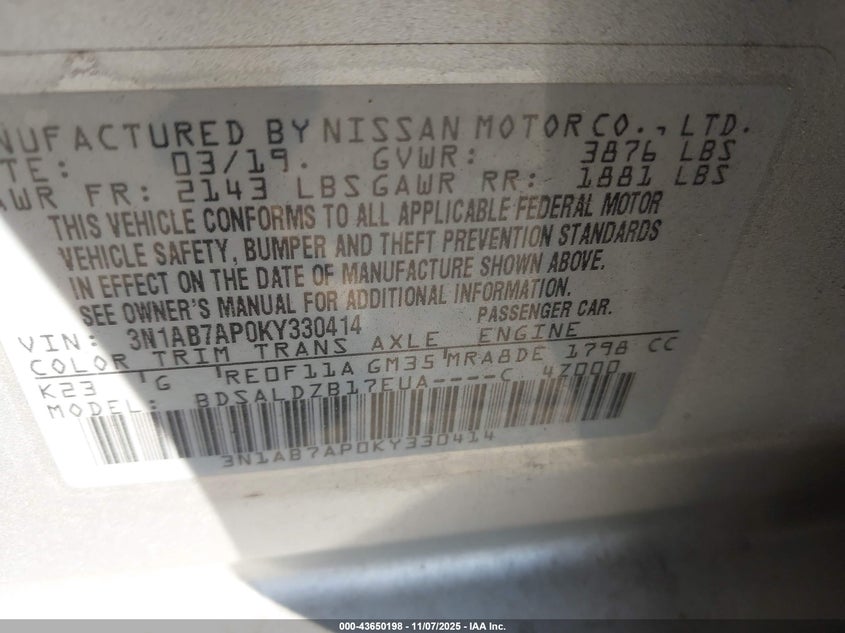 NUFACTURED BY NISSAN MOTOR CO., LTD.
TE: 03/19. GVWR: 3876 LBS
AWR FR: 2143 LBS GAWR RR: 1881 LBS
THIS VEHICLE CONFORMS TO ALL APPLICABLE FEDERAL MOTOR
VEHICLE SAFETY, BUMPER AND THEFT PREVENTION STANDARDS
IN EFFECT ON THE DATE OF MANUFACTURE SHOWN ABOVE.
SEE OWNER'S MANUAL FOR ADDITIONAL INFORMATION.
PASSENGER CAR.
VIN: 3N1AB7AP0KY330414
COLOR TRIM TRANS AXLE ENGINE
K23 G RE0F11A GM35 MRA8DE 1798 CC
MODEL: BDSALDZB17EUA----C 4Z000
3N1AB7AP0KY330414
000-43650198 - 11/07/2025 - IAA Inc.